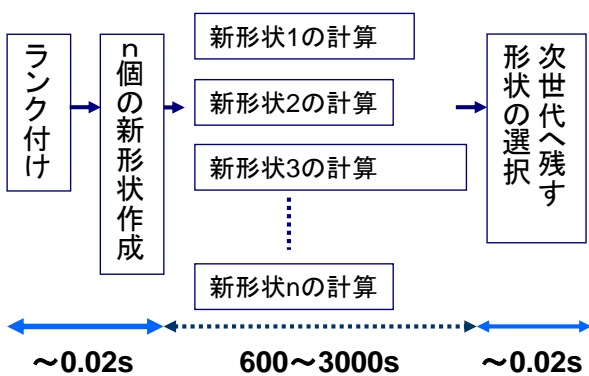 ランク付け
n個の新形状作成
新形状1の計算
新形状2の計算
新形状3の計算
新形状nの計算
次世代へ残す
形状の選択
～0.02s
600～3000s
～0.02s